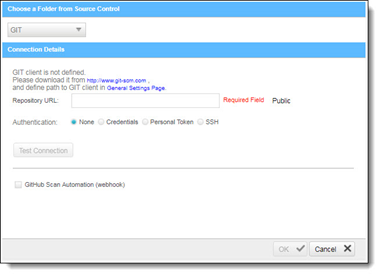 Choose a Folder from Source Control
GIT
Connection Details
GIT client is not defined.
Please download it from http://www.git-scm.com ,
and define path to GIT client in General Settings Page.
Repository URL: Required Field Public
Authentication: None Credentials Personal Token SSH
Test Connection
GitHub Scan Automation (webhook)
OK Cancel